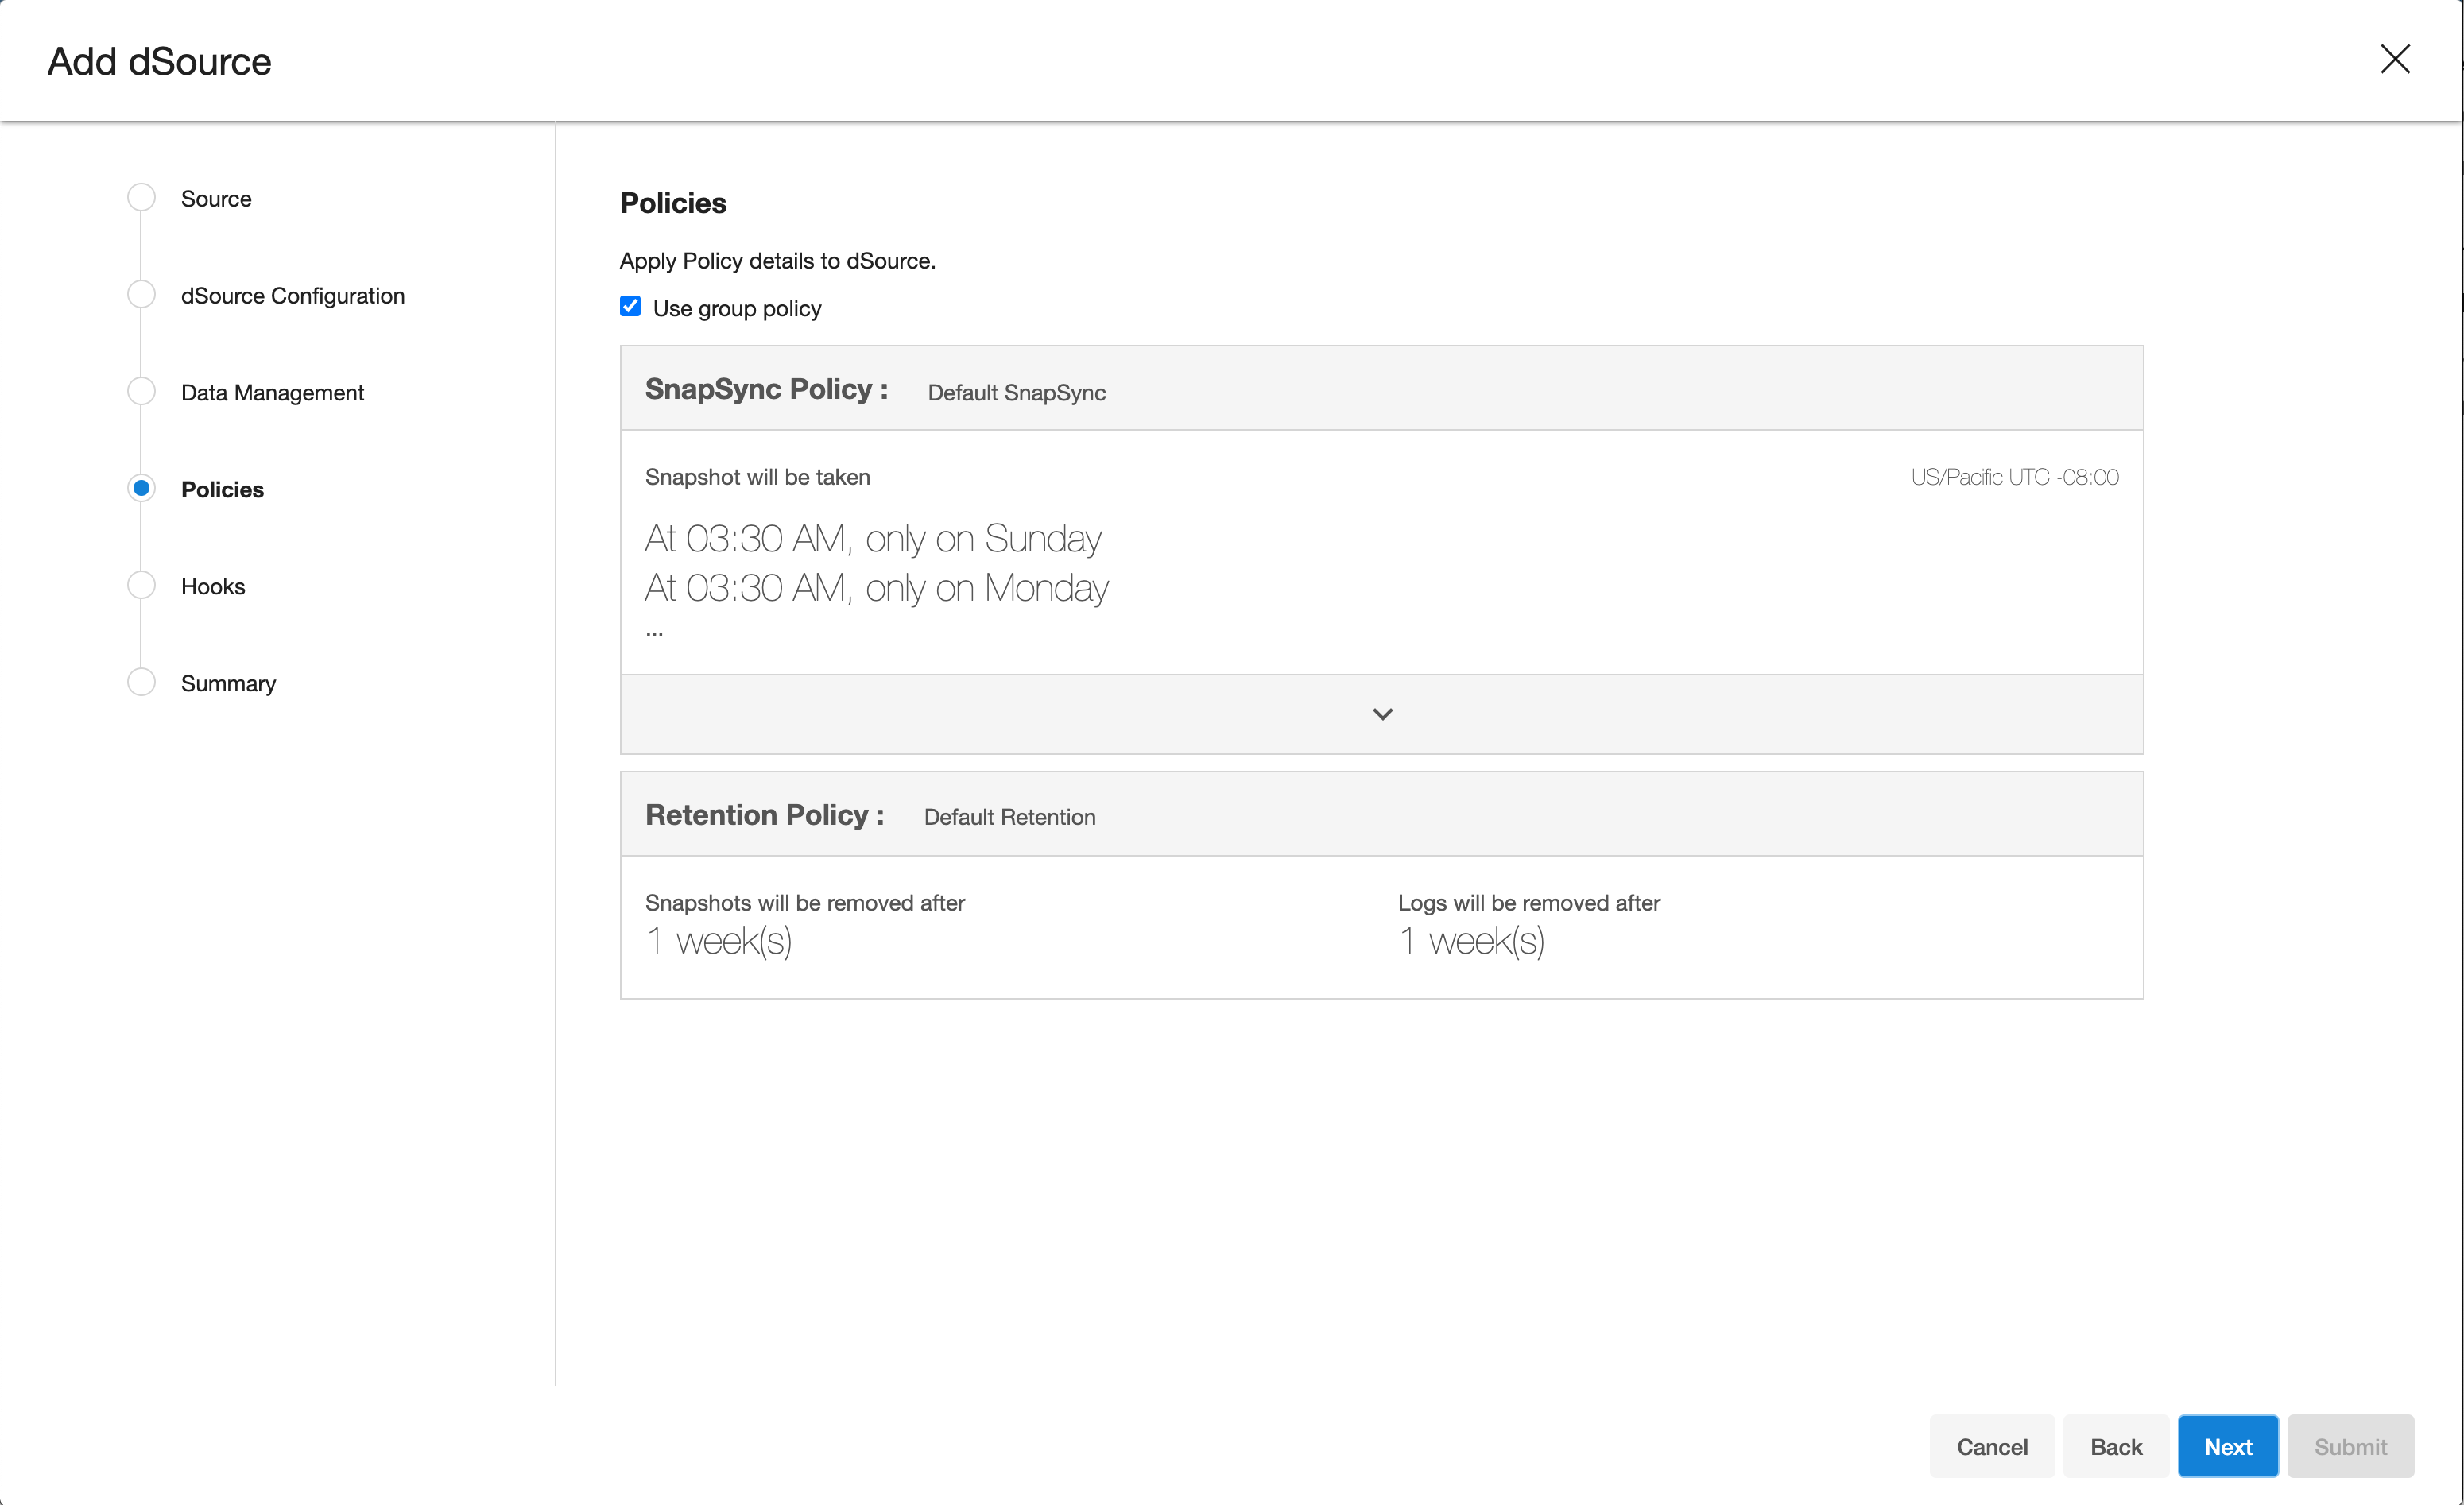 Add dSource
Source
dSource Configuration
Data Management
Policies
Hooks
Summary
Policies
Apply Policy details to dSource.
Use group policy
SnapSync Policy : Default SnapSync
Snapshot will be taken US/Pacific UTC -08:00
At 03:30 AM, only on Sunday
At 03:30 AM, only on Monday
...
Retention Policy : Default Retention
Snapshots will be removed after Logs will be removed after
1 week(s) 1 week(s)
Cancel Back Next Submit